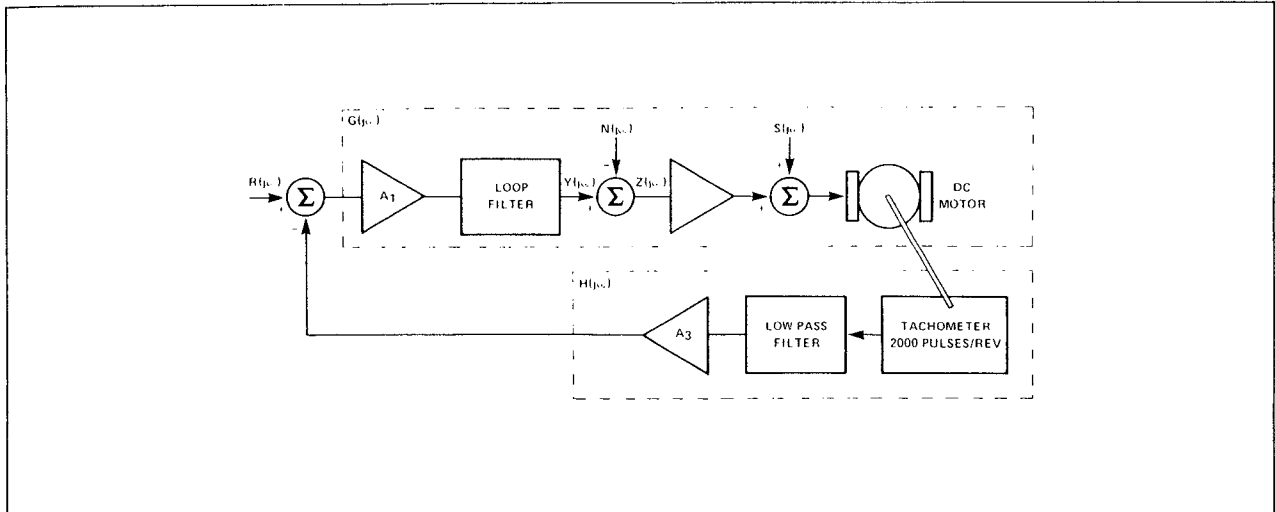 G(jω)
N(jω)
S(jω)
R(jω)
+
−
Σ
A1
LOOP
FILTER
Y(jω)
+
−
Σ
Z(jω)
+
+
Σ
DC
MOTOR
H(jω)
A3
LOW PASS
FILTER
TACHOMETER
2000 PULSES/REV